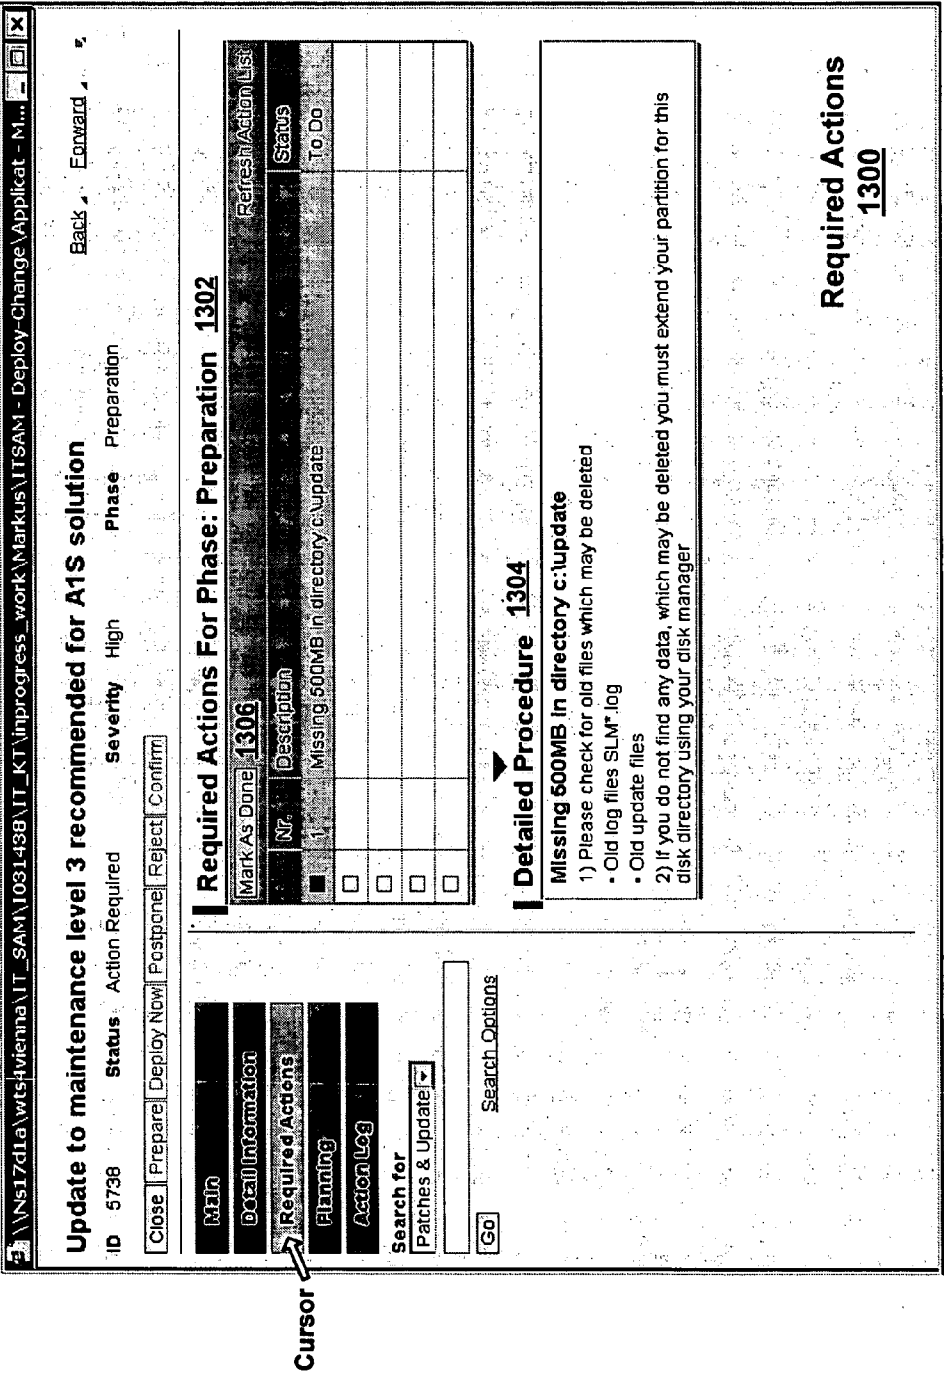 \\Ns17d1a\wts4vienna\IT_SAM\I031438\IT_KT\inprogress_work\Markus\ITSAM - Deploy-Change\Applicat - M...
Update to maintenance level 3 recommended for A1S solution
Back Forward
ID 5738 Status Action Required Severity High Phase Preparation
Close Prepare Deploy Now Postpone Reject Confirm
Main
Detail Information
Required Actions
Planning
Action Log
Cursor
Search for
Patches & Update
Go Search Options
Required Actions For Phase: Preparation 1302
Mark As Done 1306 Refresh Action List
Nr. Description Status
1 Missing 500MB in directory c:\update To Do
Detailed Procedure 1304
Missing 500MB in directory c:\update
1) Please check for old files which may be deleted
• Old log files SLM*.log
• Old update files
2) If you do not find any data, which may be deleted you must extend your partition for this
disk directory using your disk manager
Required Actions
1300